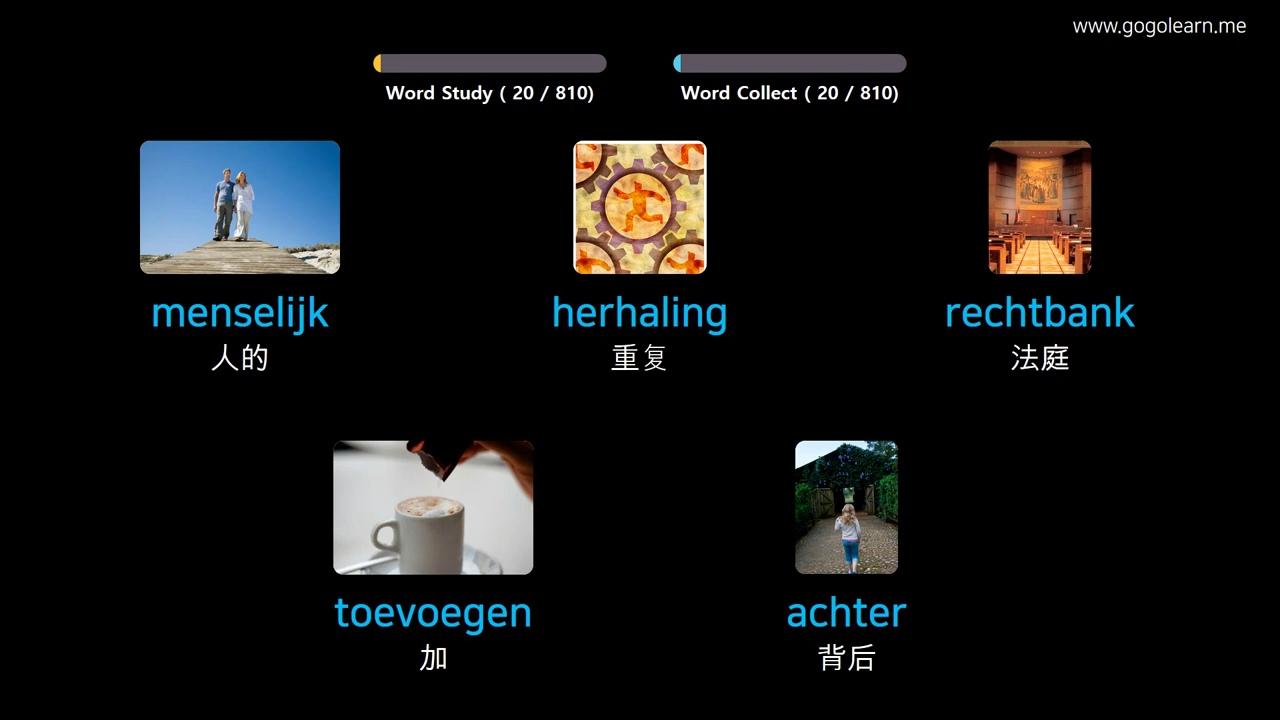 www.gogolearn.me
Word Study ( 20 / 810)
Word Collect ( 20 / 810)
menselijk
人的
herhaling
重复
rechtbank
法庭
toevoegen
加
achter
背后